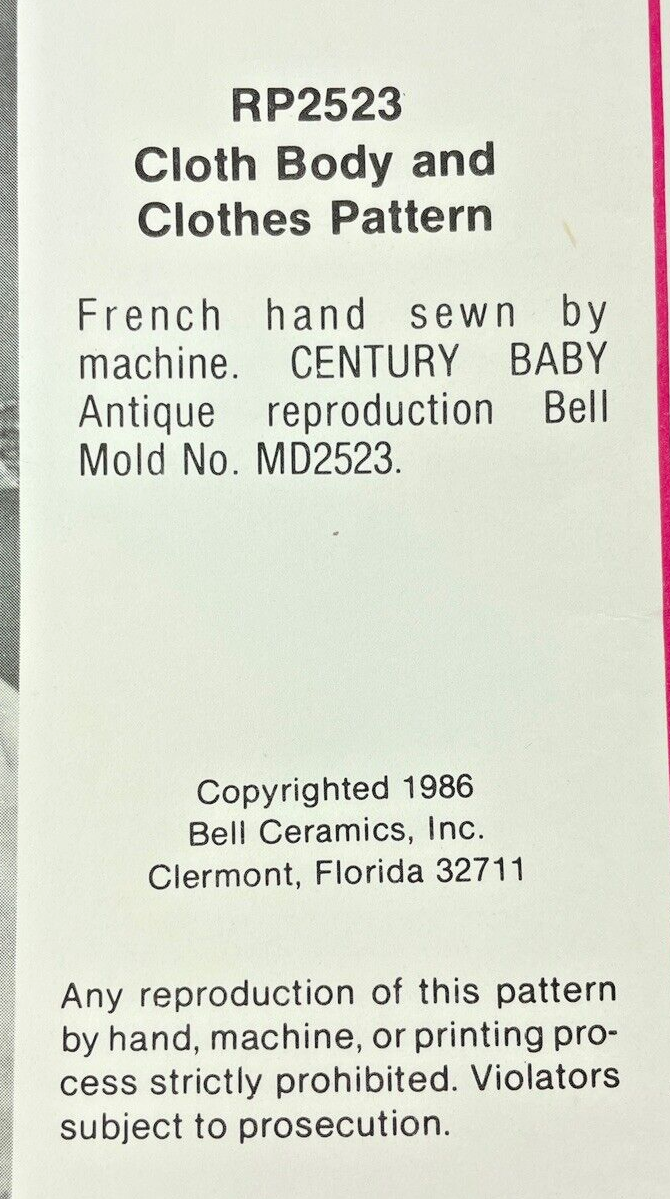 RP2523
Cloth Body and
Clothes Pattern
French hand sewn by
machine. CENTURY BABY
Antique reproduction Bell
Mold No. MD2523.
Copyrighted 1986
Bell Ceramics, Inc.
Clermont, Florida 32711
Any reproduction of this pattern
by hand, machine, or printing pro-
cess strictly prohibited. Violators
subject to prosecution.